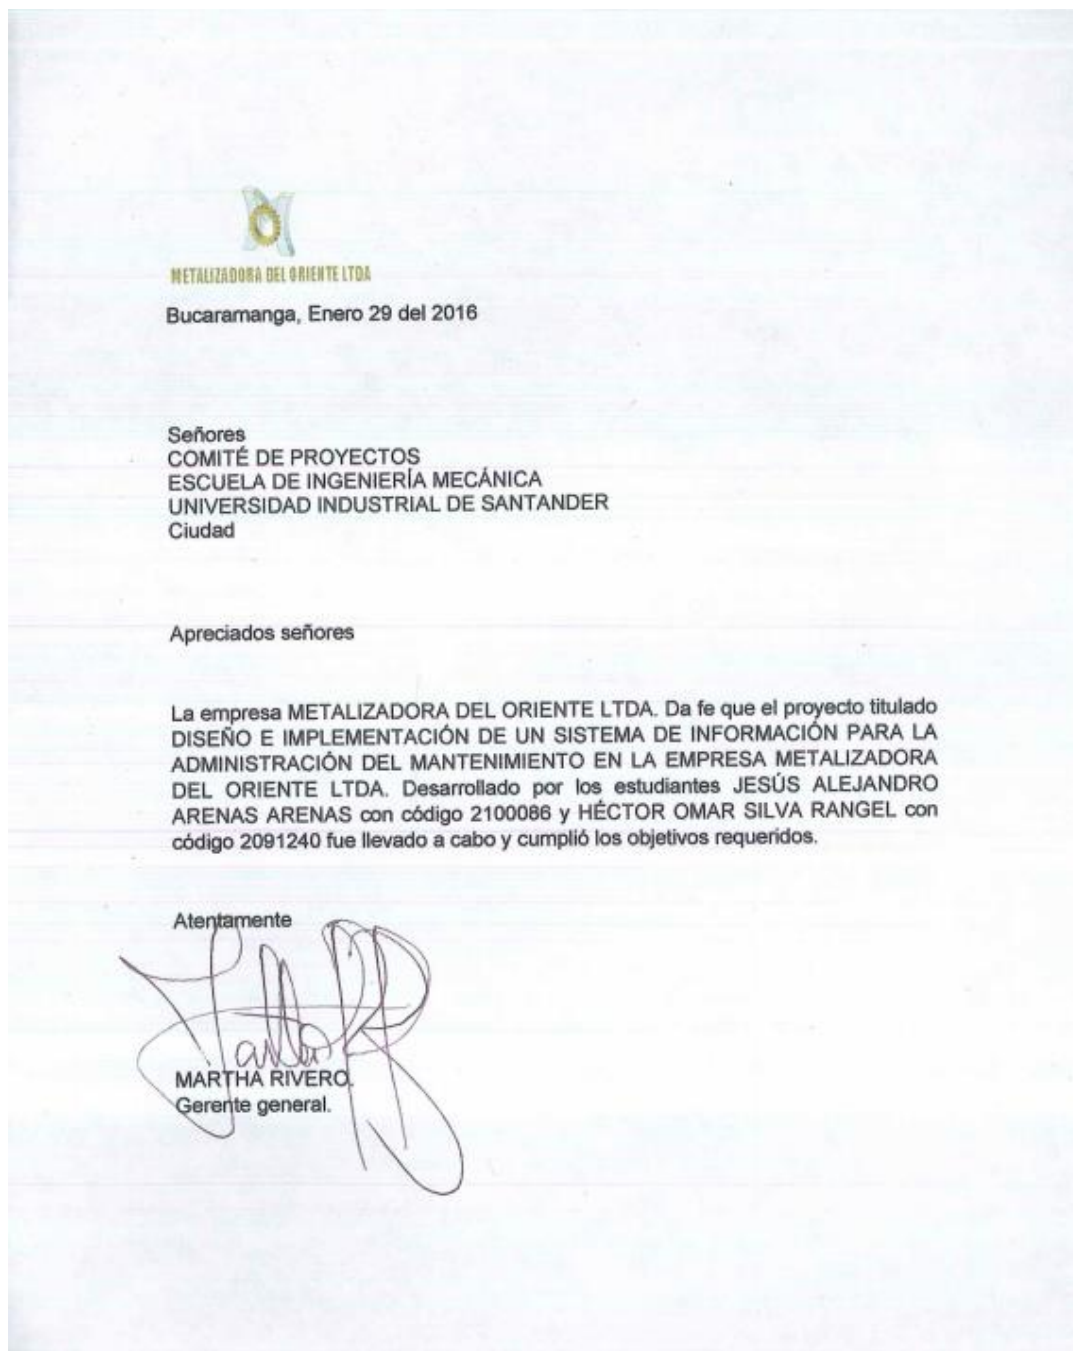 METALIZADORA DEL ORIENTE LTDA
Bucaramanga, Enero 29 del 2016
Señores
COMITÉ DE PROYECTOS
ESCUELA DE INGENIERÍA MECÁNICA
UNIVERSIDAD INDUSTRIAL DE SANTANDER
Ciudad
Apreciados señores
La empresa METALIZADORA DEL ORIENTE LTDA. Da fe que el proyecto titulado
DISEÑO E IMPLEMENTACIÓN DE UN SISTEMA DE INFORMACIÓN PARA LA
ADMINISTRACIÓN DEL MANTENIMIENTO EN LA EMPRESA METALIZADORA
DEL ORIENTE LTDA. Desarrollado por los estudiantes JESÚS ALEJANDRO
ARENAS ARENAS con código 2100086 y HÉCTOR OMAR SILVA RANGEL con
código 2091240 fue llevado a cabo y cumplió los objetivos requeridos.
Atentamente
MARTHA RIVERO.
Gerente general.